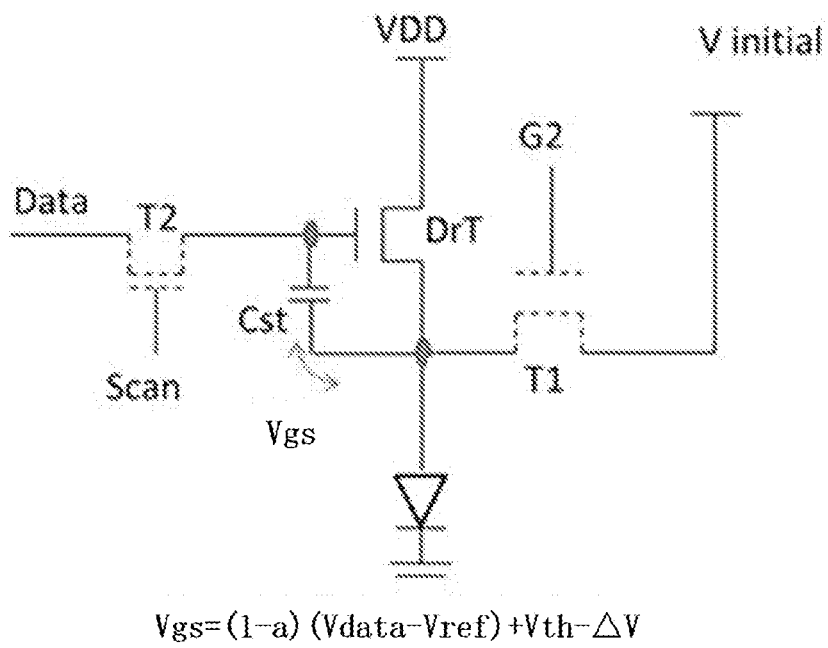 VDD
V initial
G2
Data
T2
DrT
Cst
Scan
T1
Vgs
Vgs=(1-a)(Vdata-Vref)+Vth-△V